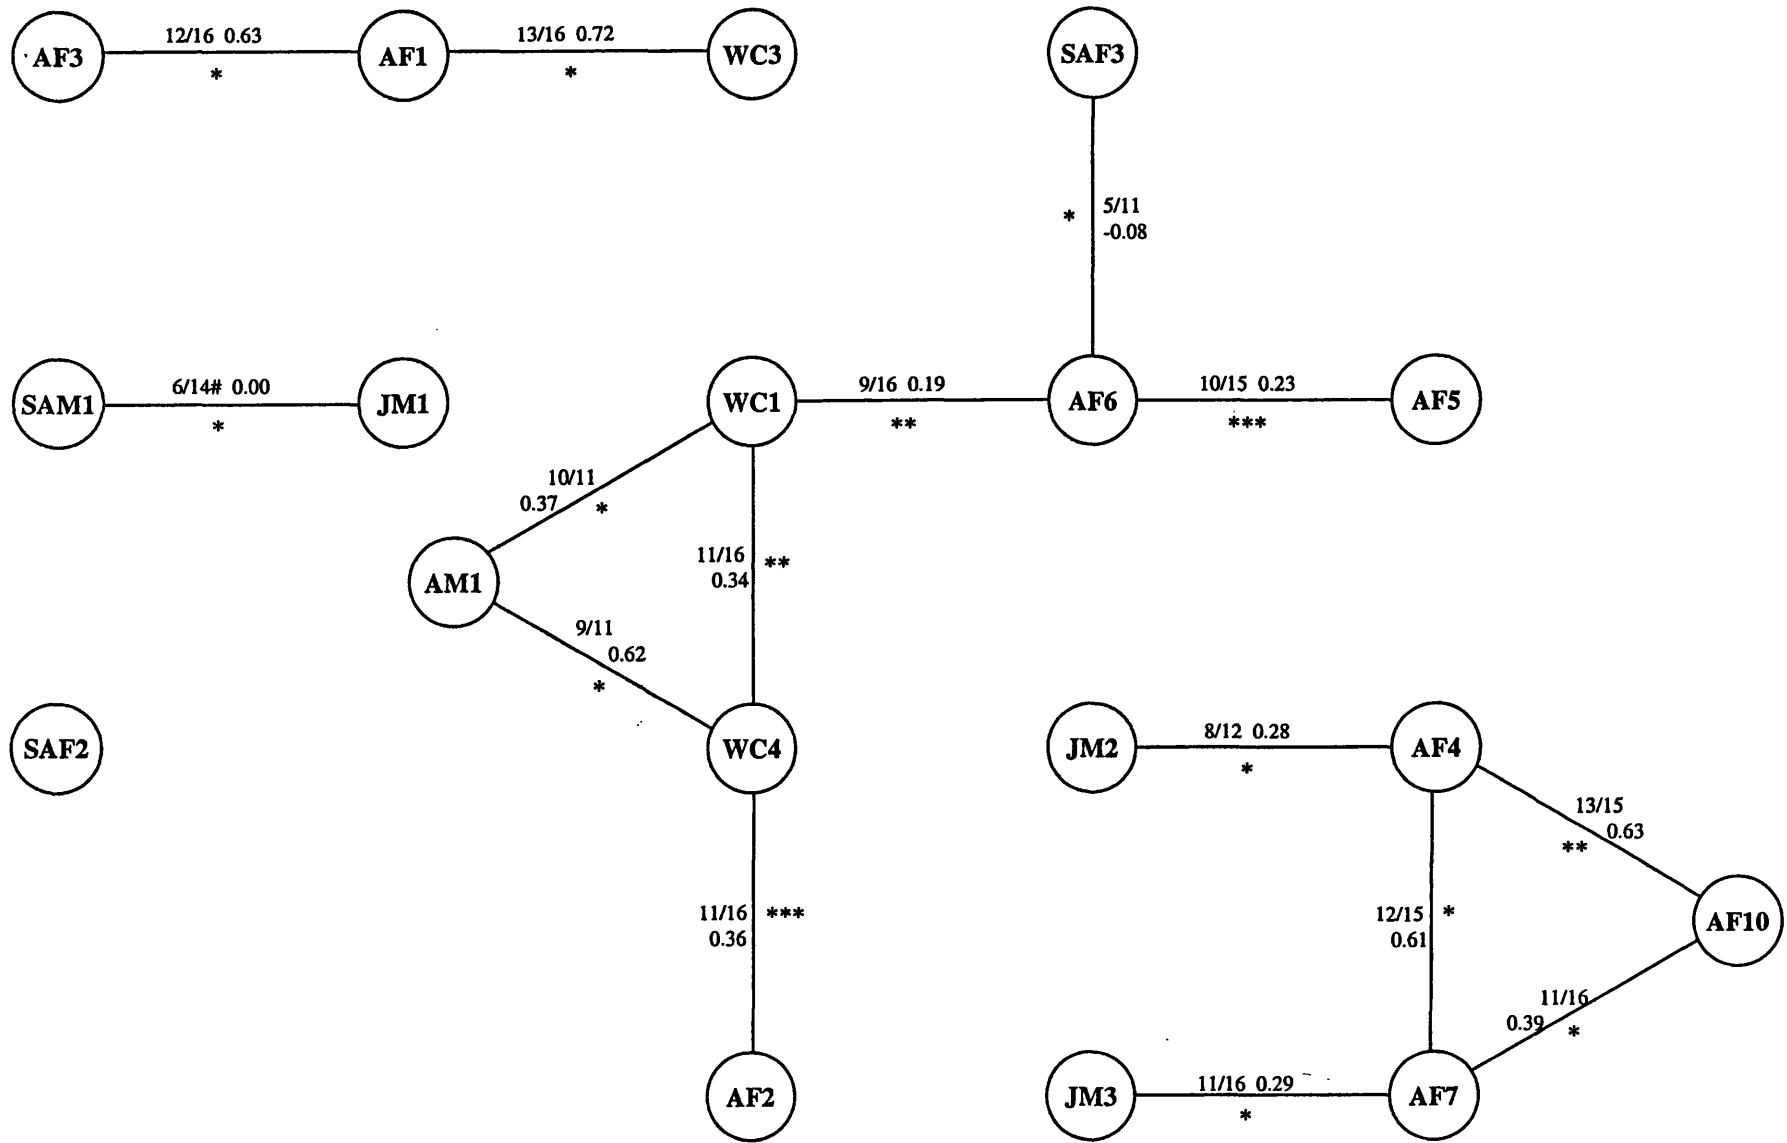 12/16 0.63
13/16 0.72
AF3
AF1
WC3
SAF3
*
*
*
5/11
-0.08
6/14# 0.00
9/16 0.19
10/15 0.23
SAM1
JM1
WC1
AF6
AF5
*
**
***
10/11
0.37
*
11/16
0.34
**
AM1
9/11
0.62
*
SAF2
WC4
JM2
8/12 0.28
AF4
*
13/15
0.63
**
11/16
0.36
***
12/15
0.61
*
AF10
11/16
0.39
*
AF2
JM3
11/16 0.29
AF7
*